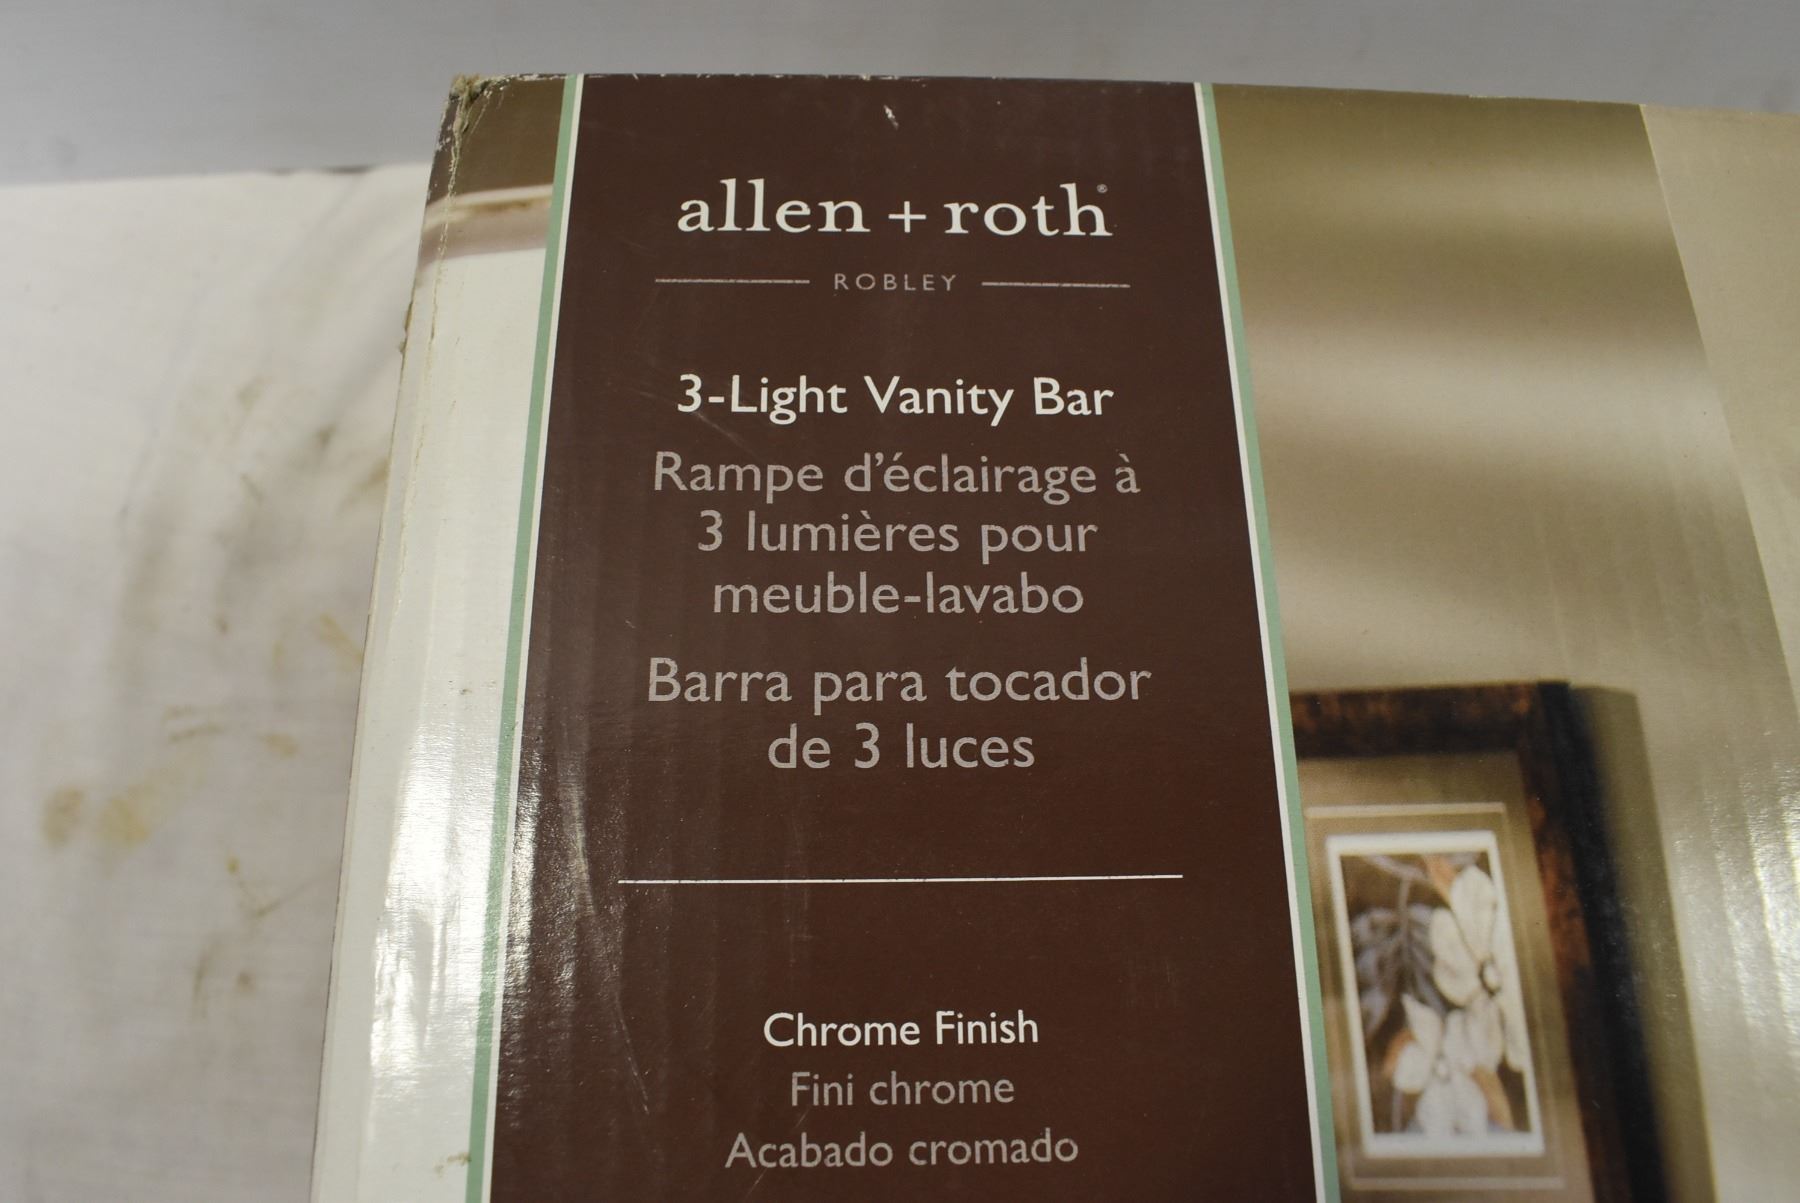 allen + roth®
ROBLEY
3-Light Vanity Bar
Rampe d'éclairage à
3 lumières pour
meuble-lavabo
Barra para tocador
de 3 luces
Chrome Finish
Fini chrome
Acabado cromado